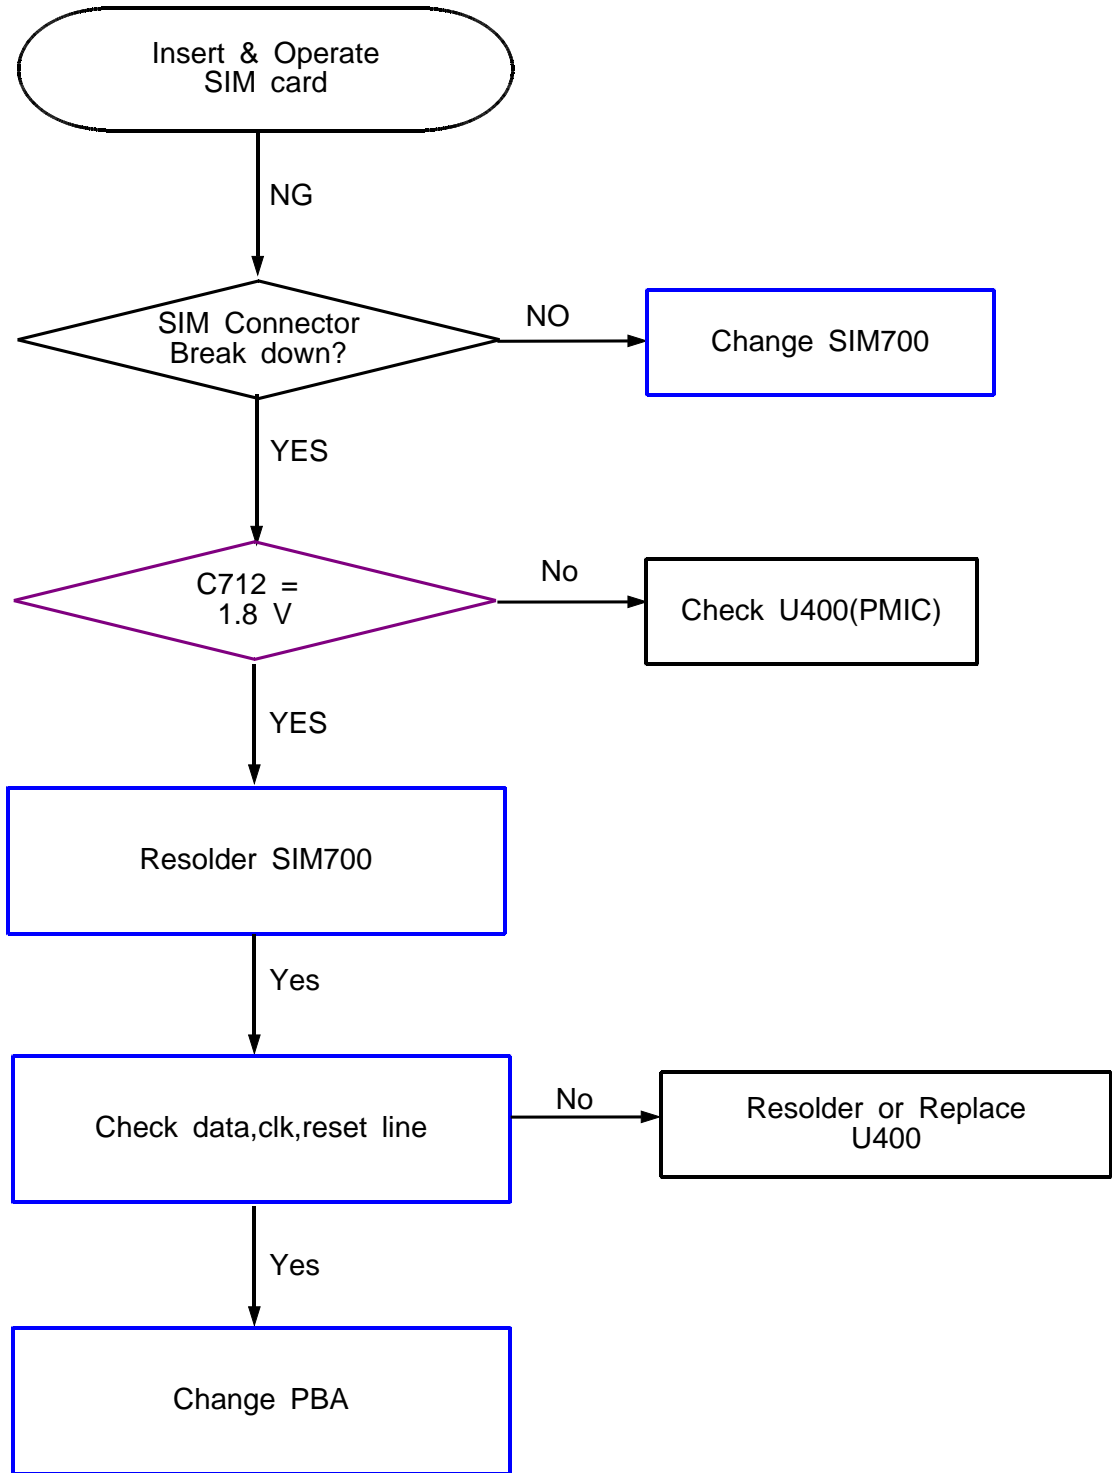 Insert & Operate
SIM card
NG
SIM Connector
Break down?
NO
Change SIM700
YES
C712 =
1.8 V
No
Check U400(PMIC)
YES
Resolder SIM700
Yes
Check data,clk,reset line
No
Resolder or Replace
U400
Yes
Change PBA